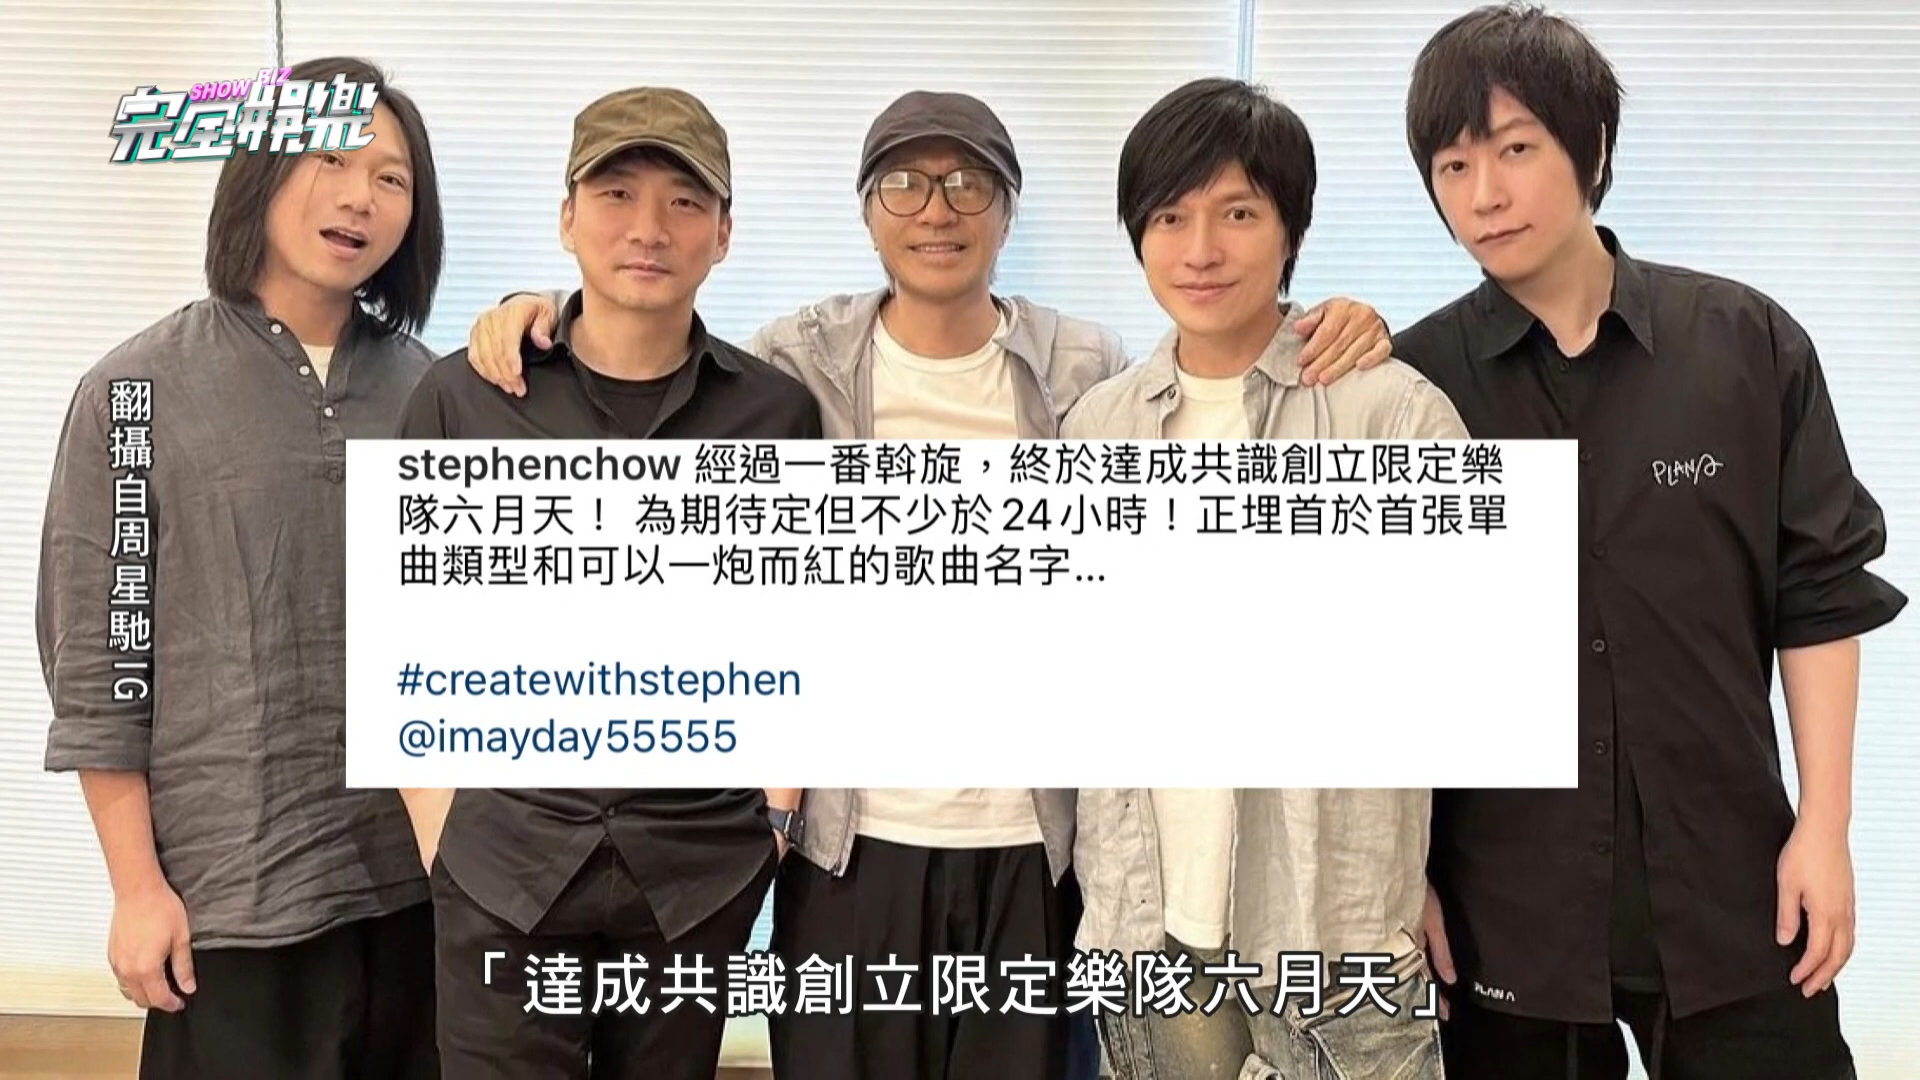 SHOWBIZ
完全娛樂
翻攝自周星馳IG
stephenchow 經過一番斡旋，終於達成共識創立限定樂
隊六月天！ 為期待定但不少於24小時！正埋首於首張單
曲類型和可以一炮而紅的歌曲名字...
#createwithstephen
@imayday55555
PLANA
PLAN A
「達成共識創立限定樂隊六月天」